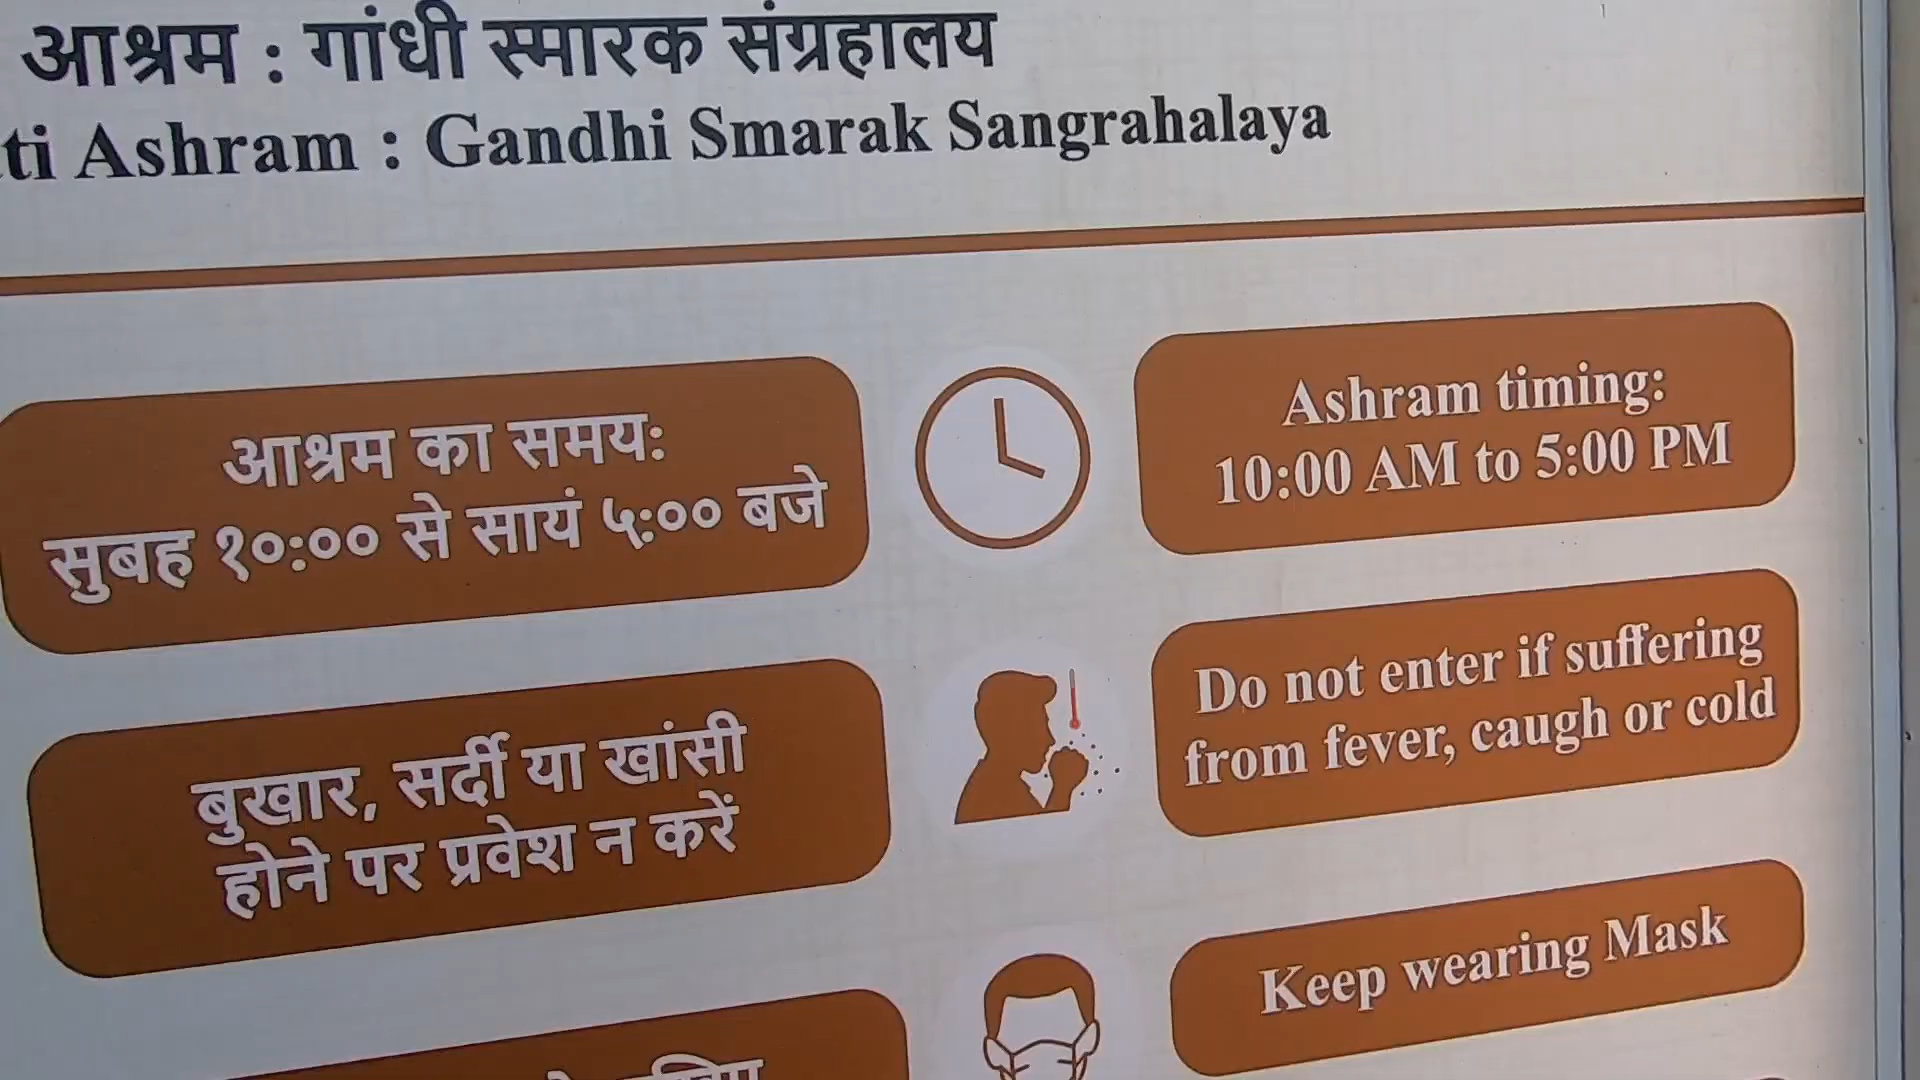 आश्रम : गांधी स्मारक संग्रहालय
ti Ashram : Gandhi Smarak Sangrahalaya
आश्रम का समय:
सुबह १०:०० से सायं ५:०० बजे
Ashram timing:
10:00 AM to 5:00 PM
बुखार, सर्दी या खांसी
होने पर प्रवेश न करें
Do not enter if suffering
from fever, caugh or cold
Keep wearing Mask